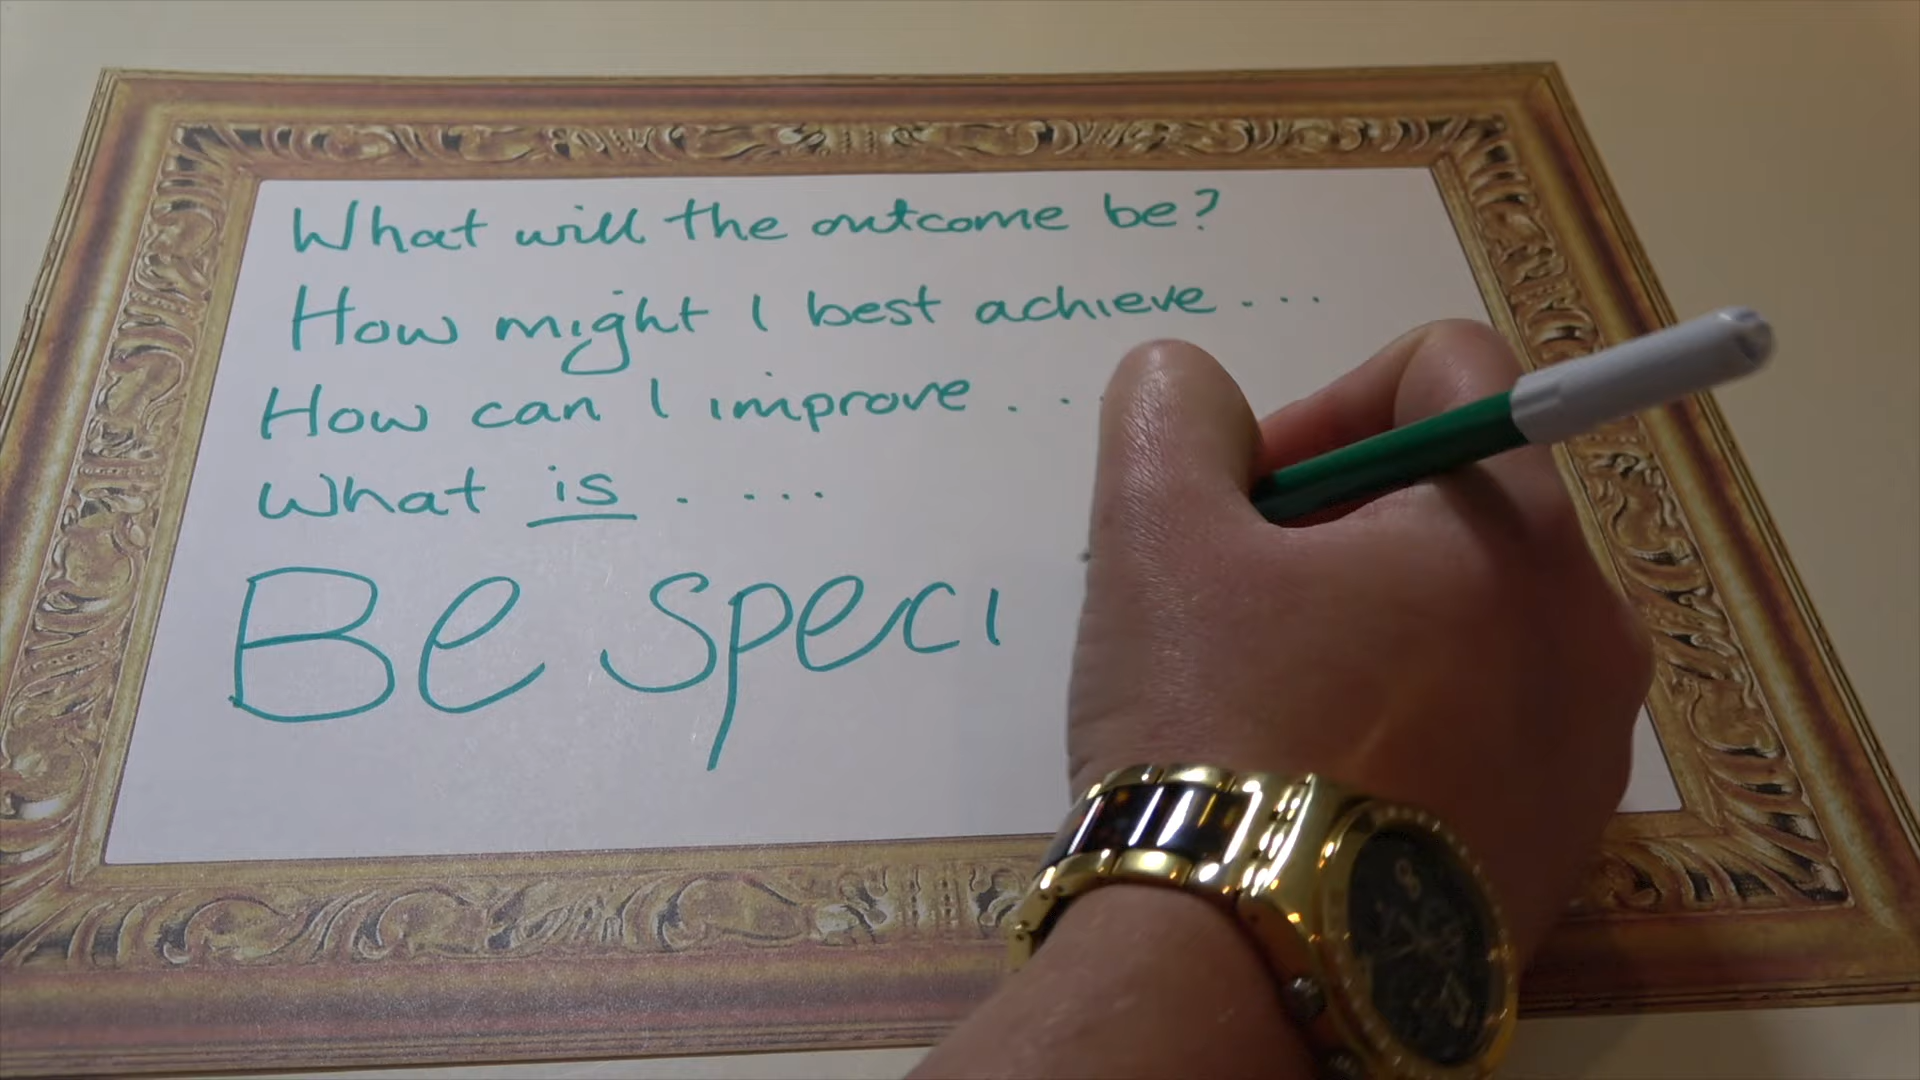 What will the outcome be?
How might I best achieve ...
How can I improve ...
What is . ...
Be speci